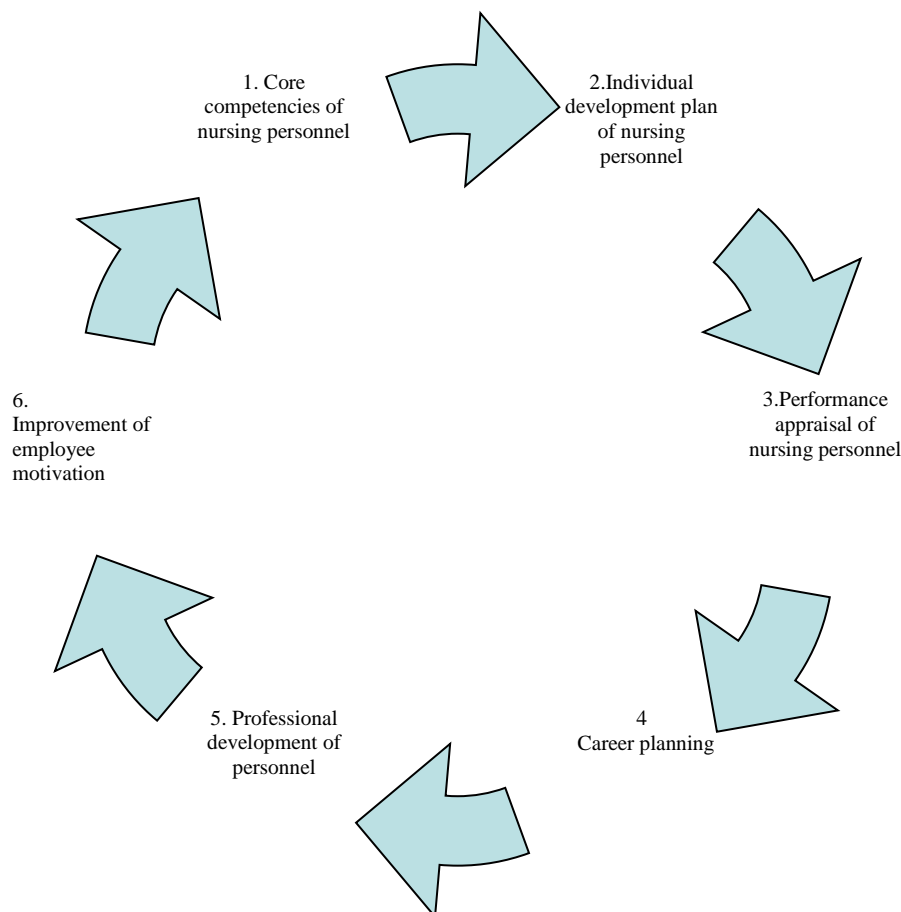 1. Core
competencies of
nursing personnel
2.Individual
development plan
of nursing
personnel
3.Performance
appraisal of
nursing personnel
4
Career planning
5. Professional
development of
personnel
6.
Improvement of
employee
motivation